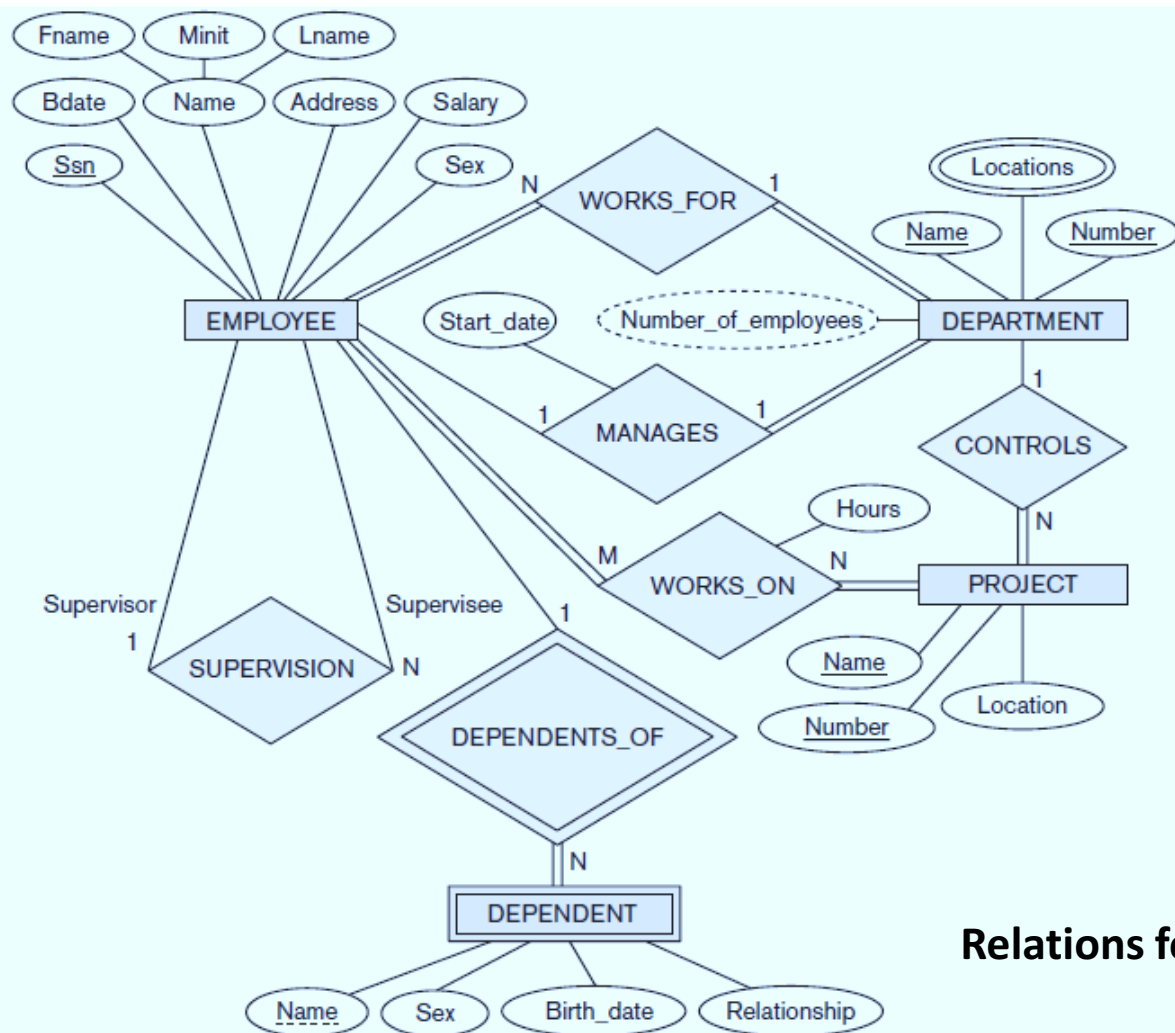 Fname Minit Lname
Bdate Name Address Salary
Ssn Sex
N WORKS_FOR 1
Locations
Name Number
EMPLOYEE Start_date Number_of_employees DEPARTMENT
1 MANAGES 1
1
CONTROLS
N
Hours
M WORKS_ON N
PROJECT
Supervisor Supervisee
1 SUPERVISION N
1
Name
Location
Number
DEPENDENTS_OF
N
DEPENDENT
Relations
Name Sex Birth_date Relationship